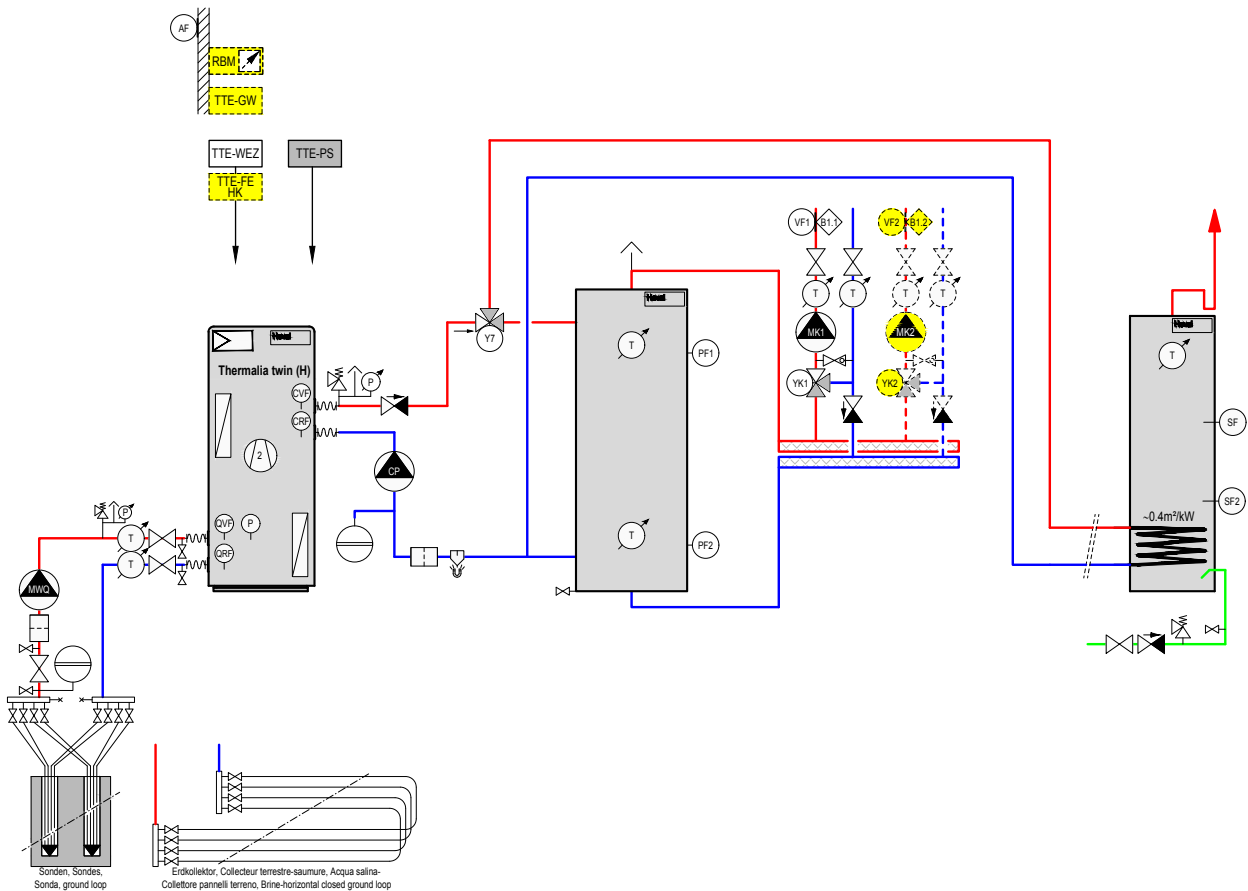 AF
RBM
TTE-GW
TTE-WEZ
TTE-PS
TTE-FE
HK
VF1
B1.1
VF2
B1.2
T
T
T
T
MK1
MK2
YK1
YK2
Y7
Hoval
Thermalia twin (H)
P
CVF
CRF
2
CP
QVF
P
QRF
P
T
T
MWQ
Hoval
T
PF1
T
PF2
Hoval
T
SF
SF2
~0.4m²/kW
Sonden, Sondes,
Sonda, ground loop
Erdkollektor, Collecteur terrestre-saumure, Acqua salina-
Collettore pannelli terreno, Brine-horizontal closed ground loop